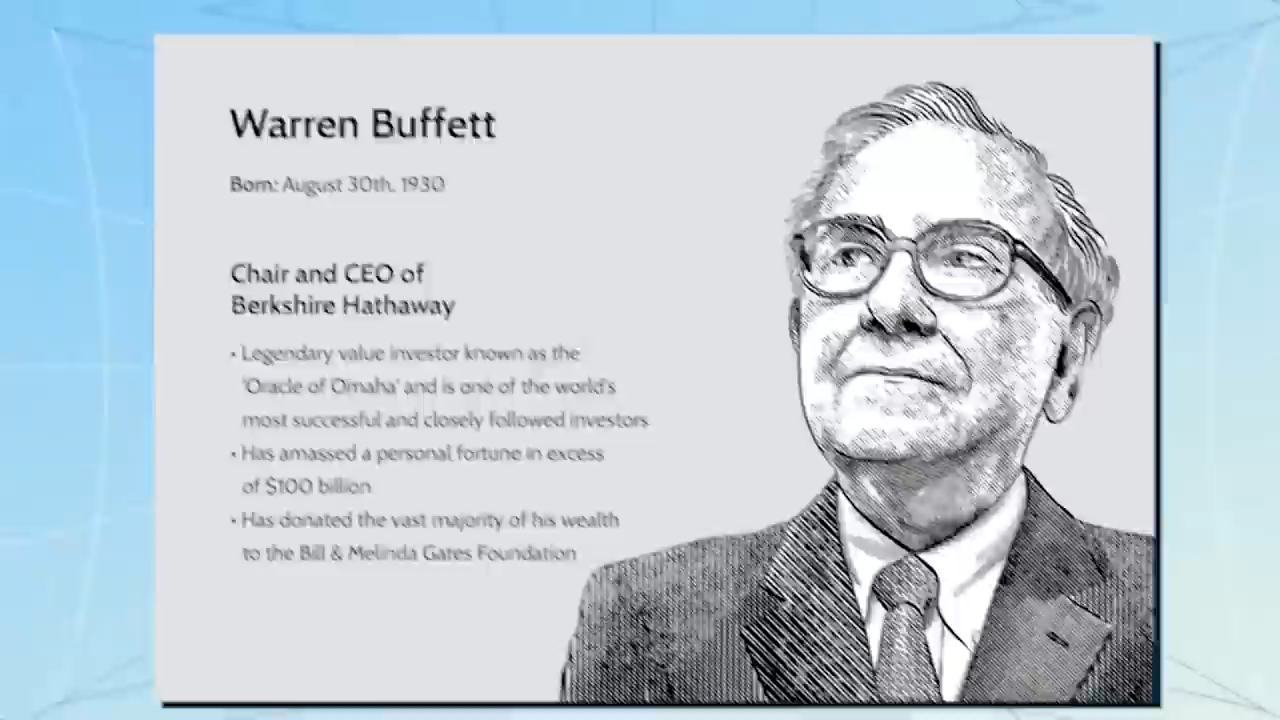 Warren Buffett
Born: August 30th, 1930
Chair and CEO of
Berkshire Hathaway
• Legendary value investor known as the
'Oracle of Omaha' and is one of the world's
most successful and closely followed investors
• Has amassed a personal fortune in excess
of $100 billion
• Has donated the vast majority of his wealth
to the Bill & Melinda Gates Foundation